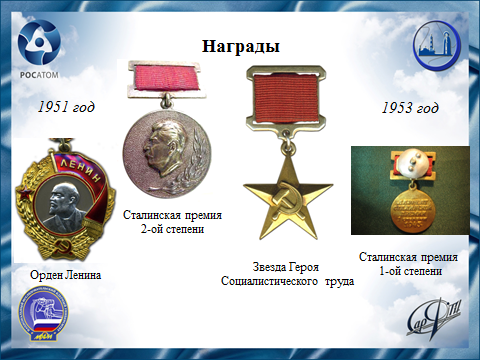 Награды
РОСАТОМ
1951 год
1953 год
ЛЕНИН
Сталинская премия
2-ой степени
Орден Ленина
Звезда Героя
Социалистического труда
Сталинская премия
1-ой степени